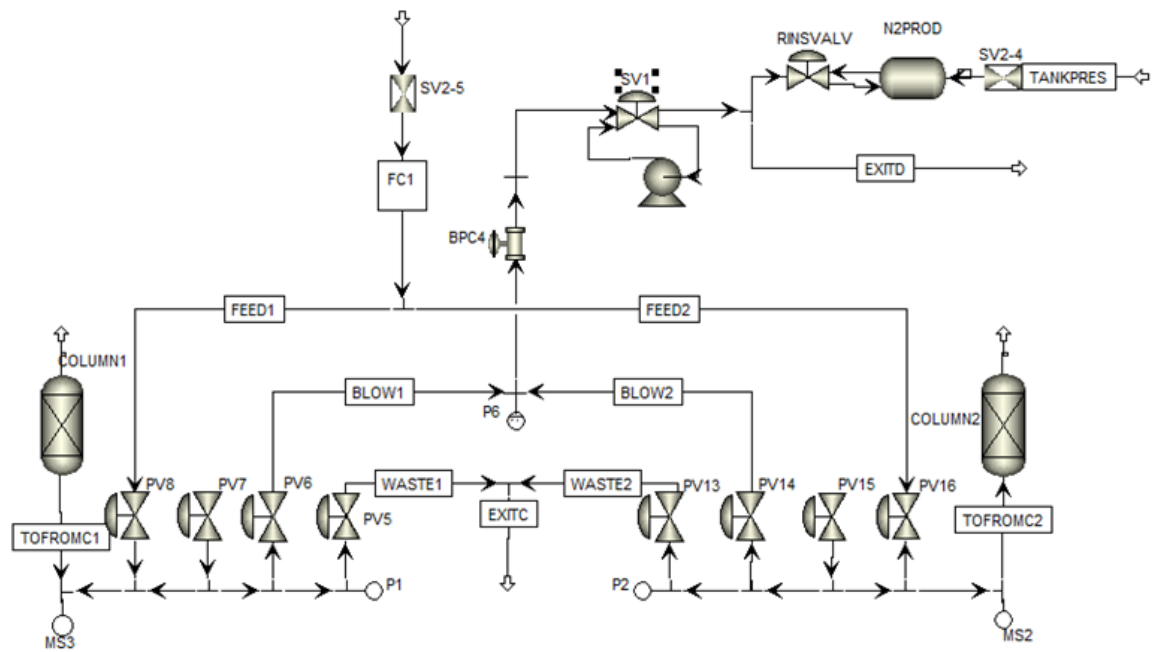 N2PROD
RINSVALV
SV1
SV2-4
TANKPRES
SV2-5
EXITD
FC1
BPC4
FEED1
FEED2
COLUMN1
BLOW1
BLOW2
P6
COLUMN2
PV8
PV7
PV6
WASTE1
WASTE2
PV13
PV14
PV15
PV16
PV5
EXITC
TOFROMC2
TOFROMC1
P1
P2
MS3
MS2